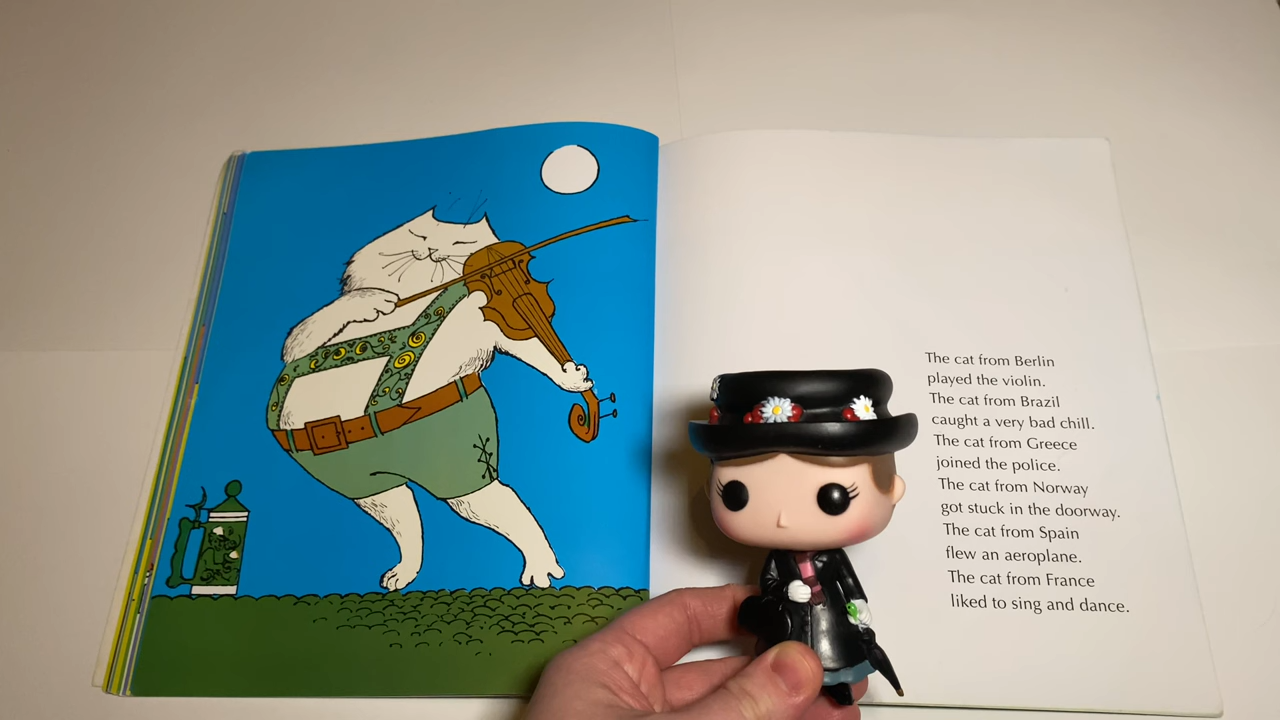 The cat from Berlin
played the violin.
The cat from Brazil
caught a very bad chill.
The cat from Greece
joined the police.
The cat from Norway
got stuck in the doorway.
The cat from Spain
flew an aeroplane.
The cat from France
liked to sing and dance.